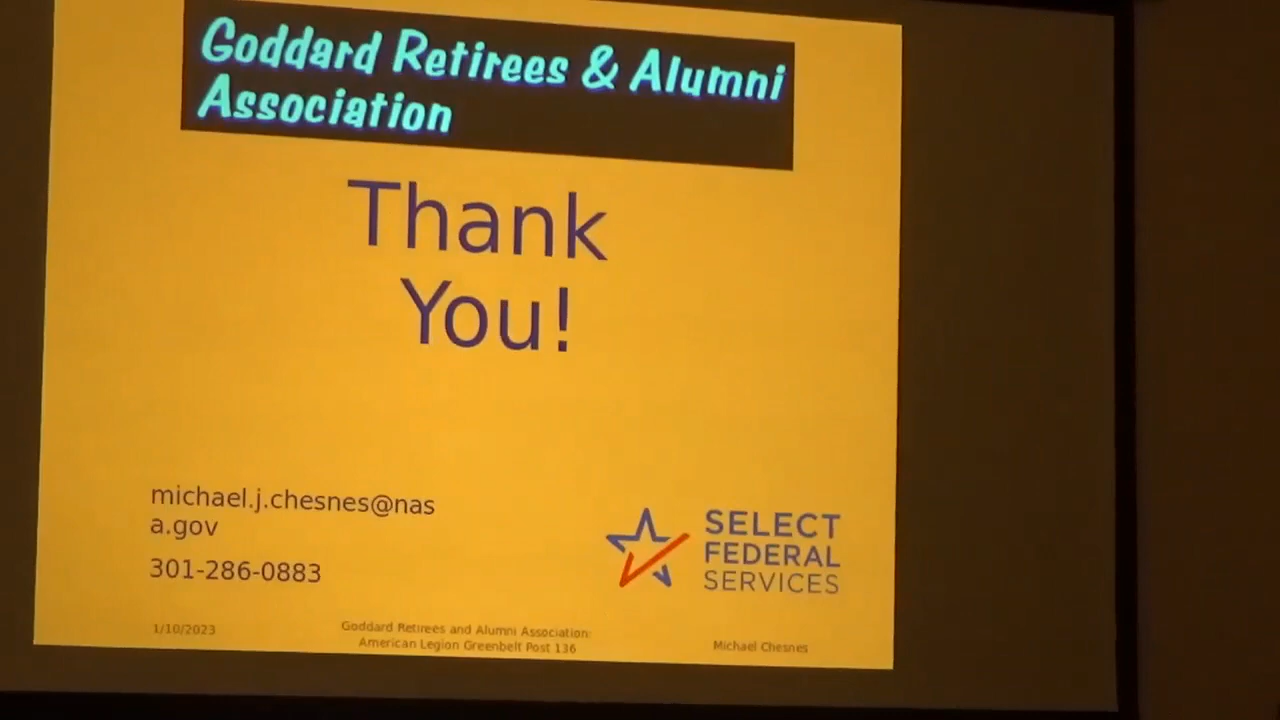 Goddard Retirees & Alumni
Association
Thank
You!
michael.j.chesnes@nas
a.gov
301-286-0883
SELECT
FEDERAL
SERVICES
1/10/2023
Goddard Retirees and Alumni Association:
American Legion Greenbelt Post 136
Michael Chesnes